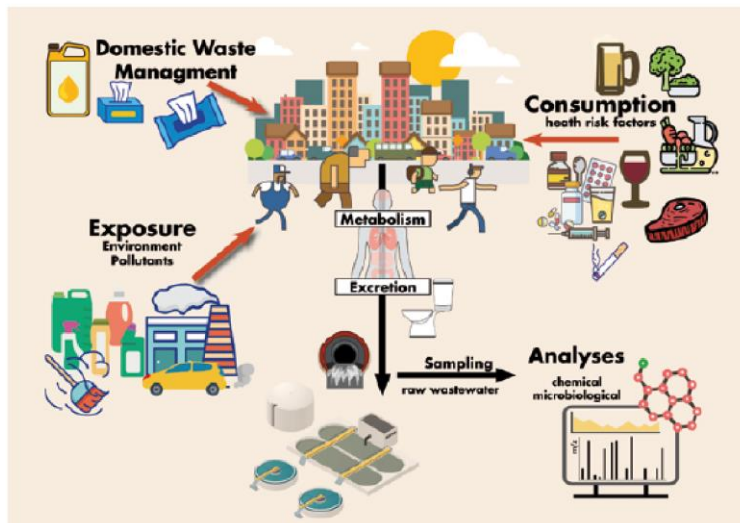 Domestic Waste
Managment
Consumption
heath risk factors
Exposure
Environment
Pollutants
Metabolism
Excretion
Sampling
raw wastewater
Analyses
chemical
microbiological
m/z